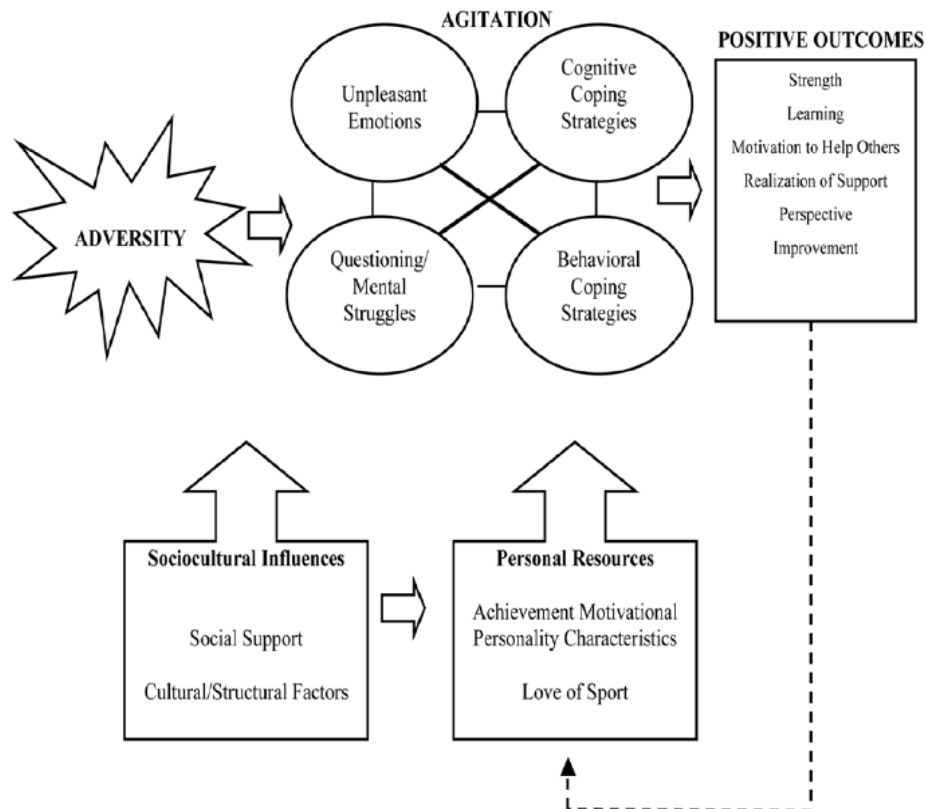 AGITATION
POSITIVE OUTCOMES
ADVERSITY
Unpleasant
Emotions
Cognitive
Coping
Strategies
Questioning/
Mental
Struggles
Behavioral
Coping
Strategies
Strength
Learning
Motivation to Help Others
Realization of Support
Perspective
Improvement
Sociocultural Influences
Social Support
Cultural/Structural Factors
Personal Resources
Achievement Motivational
Personality Characteristics
Love of Sport